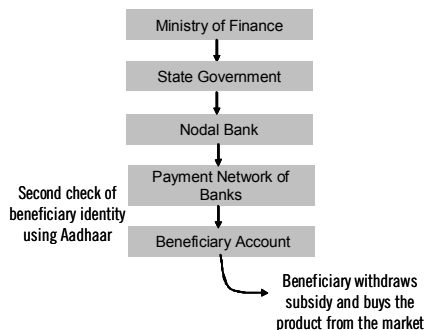 Ministry of Finance
State Government
Nodal Bank
Payment Network of
Banks
Second check of
beneficiary identity
using Aadhaar
Beneficiary Account
Beneficiary withdraws
subsidy and buys the
product from the market